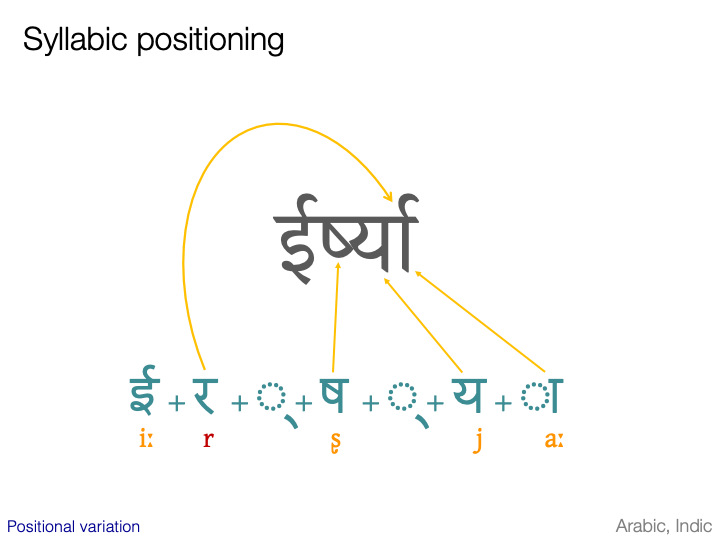 Syllabic positioning
ईर्ष्या
ई + र + ् + ष + ् + य + ा
iː r ʂ j aː
Positional variation
Arabic, Indic